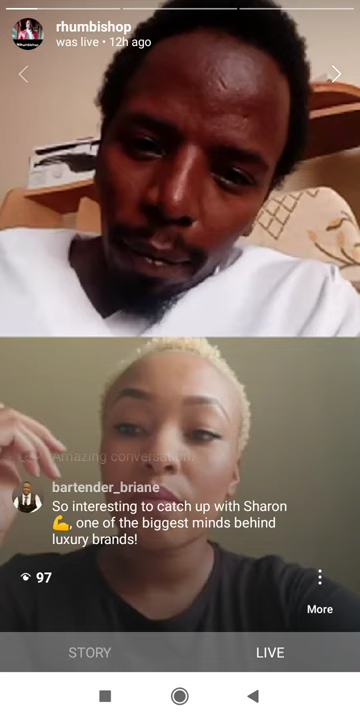 rhumbishop
was live • 12h ago
Amazing conversation
bartender_briane
So interesting to catch up with Sharon
💪, one of the biggest minds behind
luxury brands!
97
More
STORY
LIVE